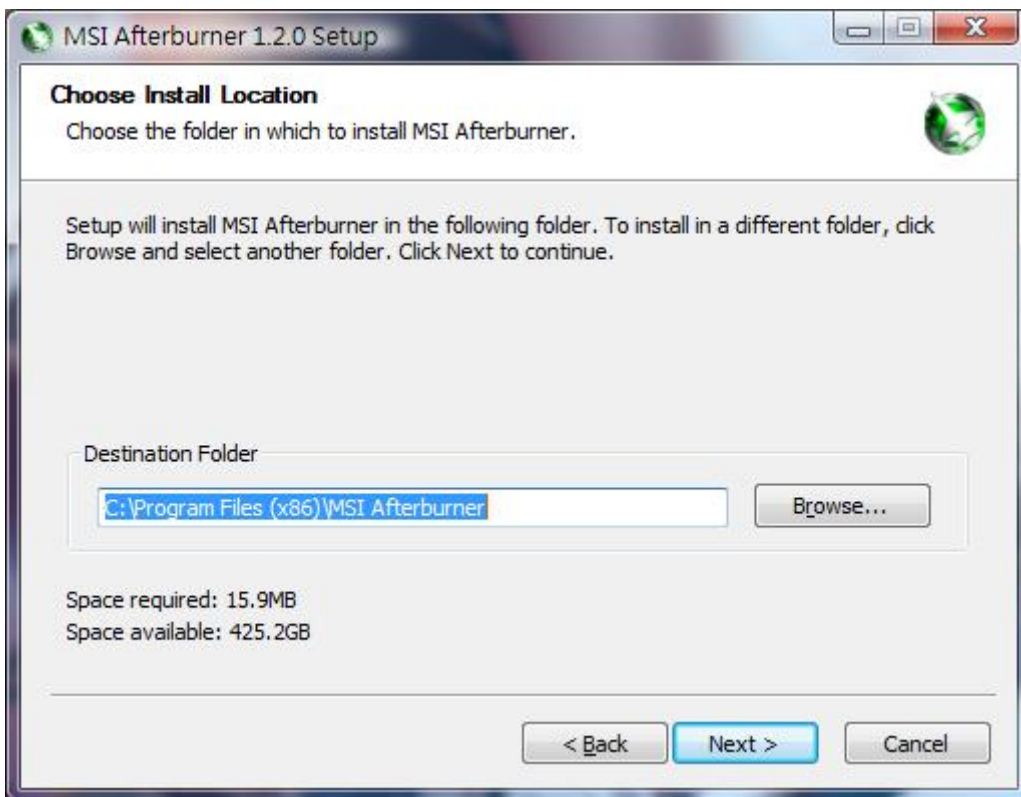 MSI Afterburner 1.2.0 Setup
Choose Install Location
Choose the folder in which to install MSI Afterburner.
Setup will install MSI Afterburner in the following folder. To install in a different folder, click
Browse and select another folder. Click Next to continue.
Destination Folder
C:\Program Files (x86)\MSI Afterburner
Browse...
Space required: 15.9MB
Space available: 425.2GB
< Back
Next >
Cancel